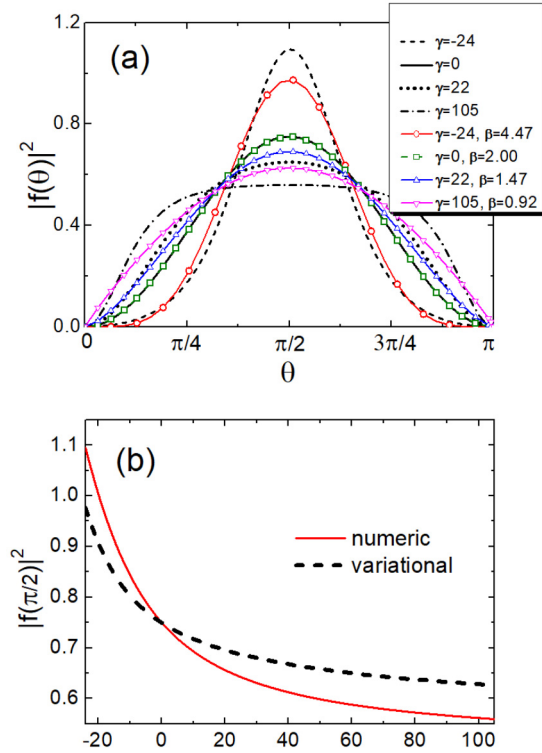 (a)
γ=-24
γ=0
γ=22
γ=105
γ=-24, β=4.47
γ=0, β=2.00
γ=22, β=1.47
γ=105, β=0.92
|f(θ)|²
1.2
0.8
0.4
0.0
0 π/4 π/2 3π/4 π
θ
(b)
numeric
variational
|f(π/2)|²
1.1
1.0
0.9
0.8
0.7
0.6
-20 0 20 40 60 80 100